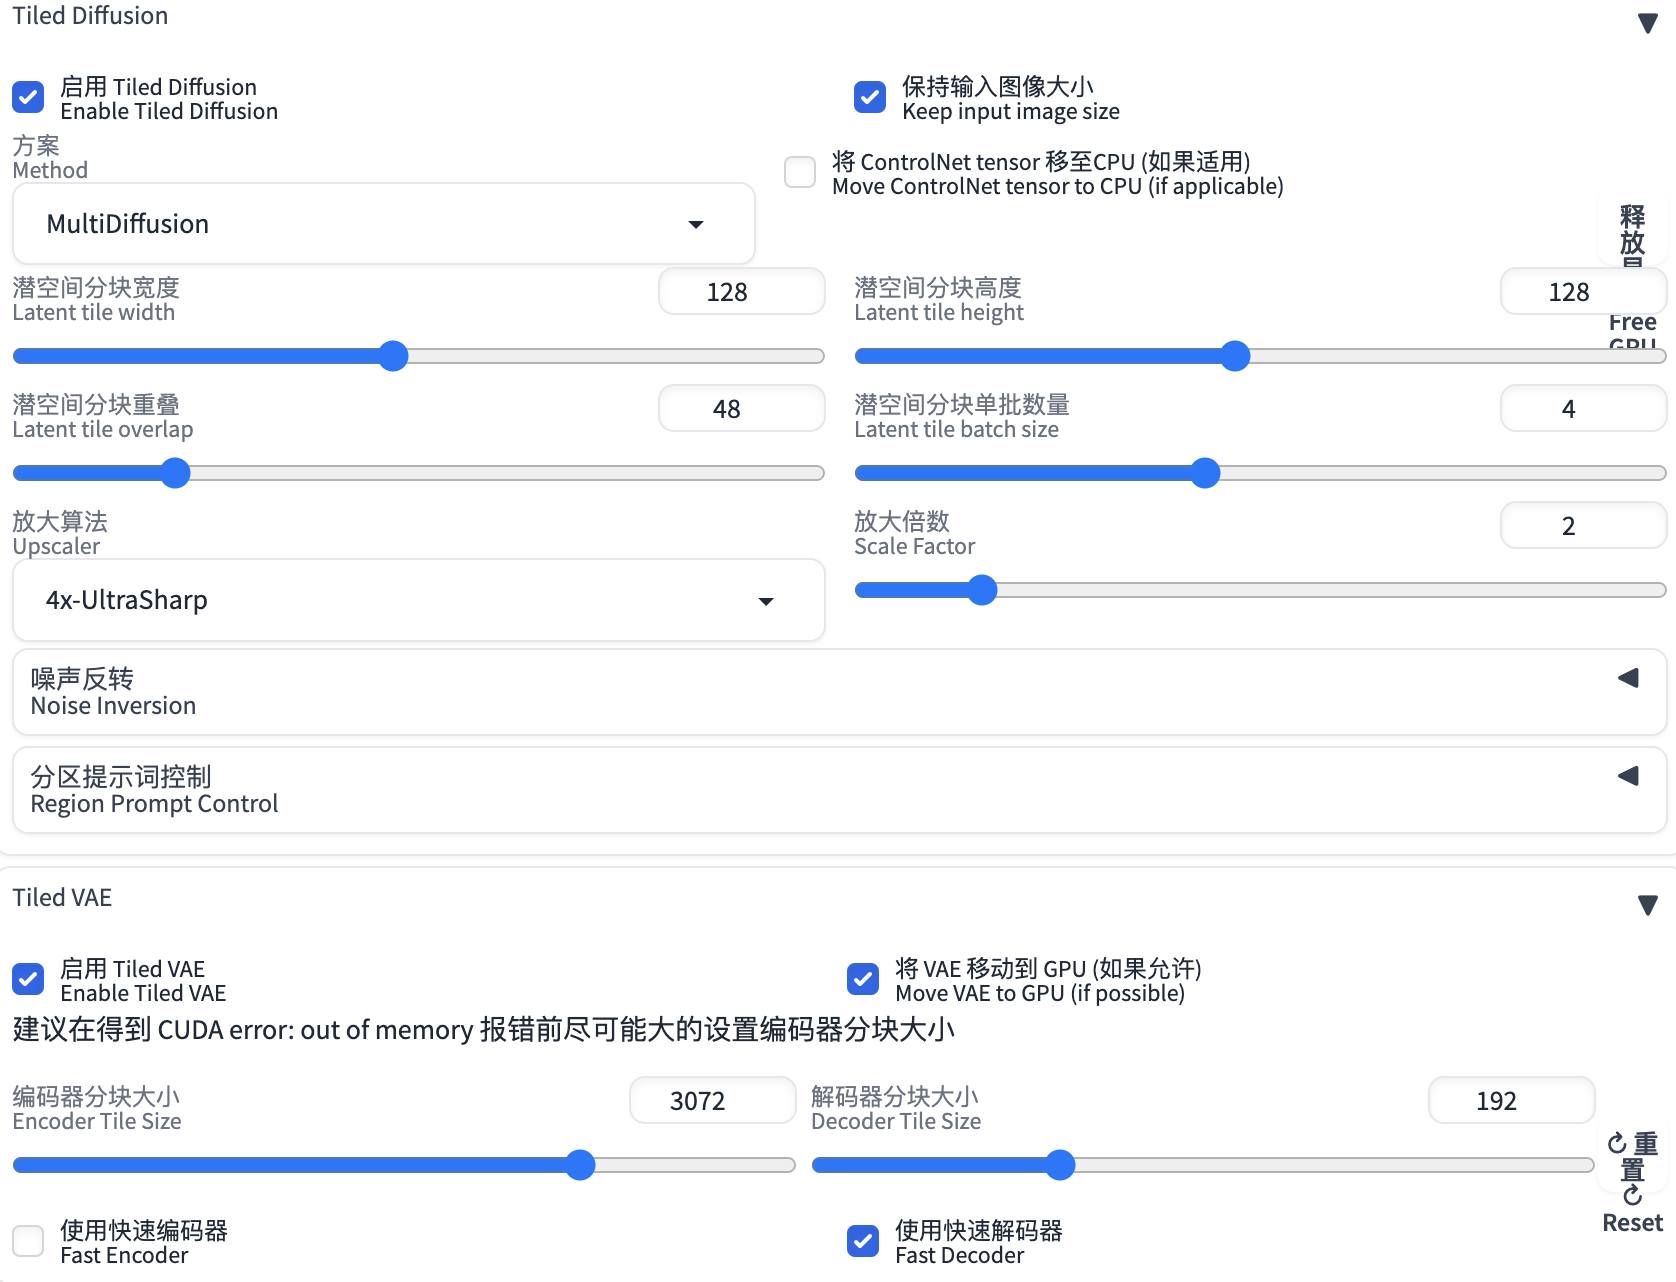 Tiled Diffusion
启用 Tiled Diffusion
Enable Tiled Diffusion
保持输入图像大小
Keep input image size
方案
Method
MultiDiffusion
将 ControlNet tensor 移至CPU (如果适用)
Move ControlNet tensor to CPU (if applicable)
释
放
Free
GPU
潜空间分块宽度
Latent tile width
128
潜空间分块高度
Latent tile height
128
潜空间分块重叠
Latent tile overlap
48
潜空间分块单批数量
Latent tile batch size
4
放大算法
Upscaler
4x-UltraSharp
放大倍数
Scale Factor
2
噪声反转
Noise Inversion
分区提示词控制
Region Prompt Control
Tiled VAE
启用 Tiled VAE
Enable Tiled VAE
将 VAE 移动到 GPU (如果允许)
Move VAE to GPU (if possible)
建议在得到 CUDA error: out of memory 报错前尽可能大的设置编码器分块大小
编码器分块大小
Encoder Tile Size
3072
解码器分块大小
Decoder Tile Size
192
↻ 重
置
↻
Reset
使用快速编码器
Fast Encoder
使用快速解码器
Fast Decoder